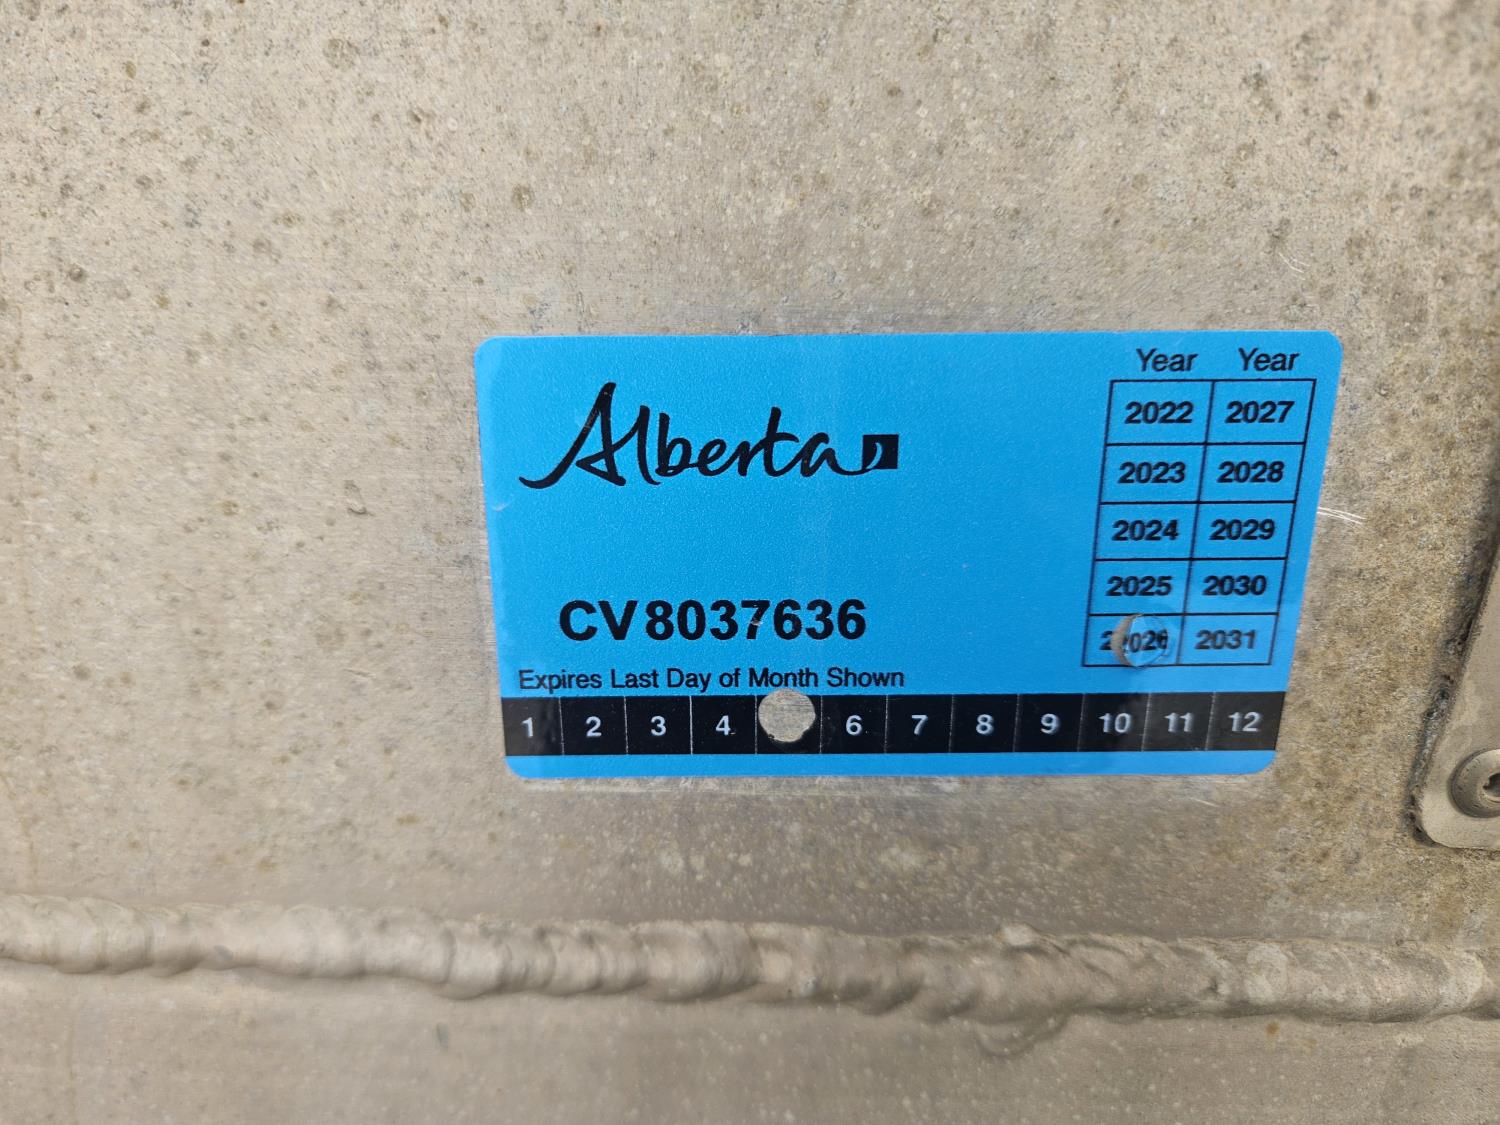 Alberta
Year Year
2022 2027
2023 2028
2024 2029
2025 2030
2026 2031
CV8037636
Expires Last Day of Month Shown
1 2 3 4 6 7 8 9 10 11 12